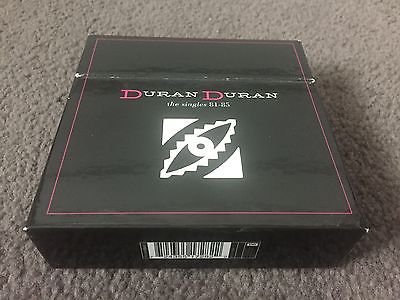 DURAN DURAN
the singles 81-85